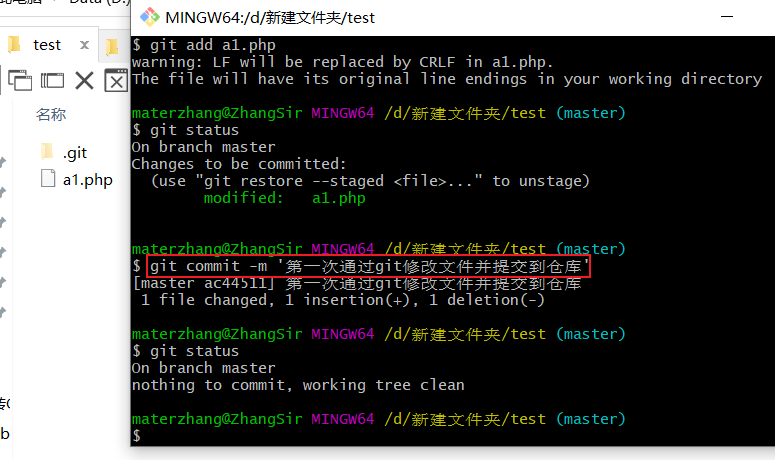 Data (D:)
test
名称
.git
a1.php
MINGW64:/d/新建文件夹/test
$ git add a1.php
warning: LF will be replaced by CRLF in a1.php.
The file will have its original line endings in your working directory
materzhang@ZhangSir MINGW64 /d/新建文件夹/test (master)
$ git status
On branch master
Changes to be committed:
(use "git restore --staged <file>..." to unstage)
modified: a1.php
materzhang@ZhangSir MINGW64 /d/新建文件夹/test (master)
$ git commit -m '第一次通过git修改文件并提交到仓库'
[master ac44511] 第一次通过git修改文件并提交到仓库
1 file changed, 1 insertion(+), 1 deletion(-)
materzhang@ZhangSir MINGW64 /d/新建文件夹/test (master)
$ git status
On branch master
nothing to commit, working tree clean
materzhang@ZhangSir MINGW64 /d/新建文件夹/test (master)
$